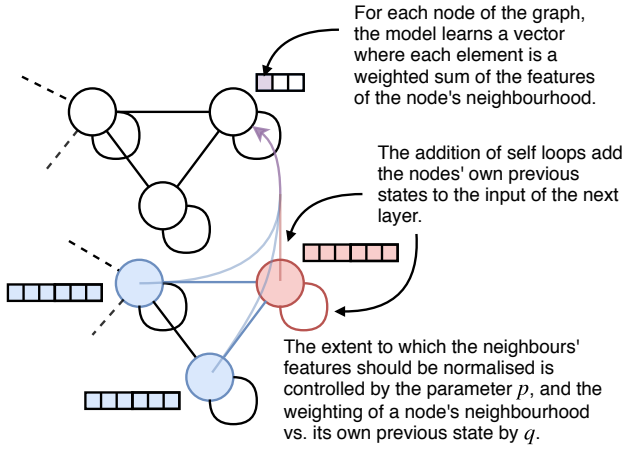 For each node of the graph,
the model learns a vector
where each element is a
weighted sum of the features
of the node's neighbourhood.
The addition of self loops add
the nodes' own previous
states to the input of the next
layer.
The extent to which the neighbours'
features should be normalised is
controlled by the parameter p, and the
weighting of a node's neighbourhood
vs. its own previous state by q.